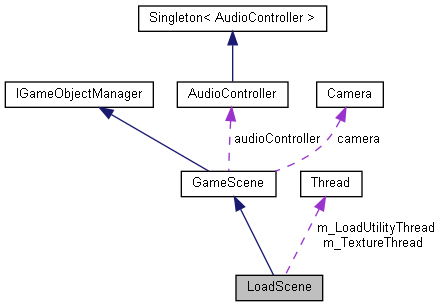 Singleton< AudioController >
IGameObjectManager
AudioController
Camera
audioController
camera
GameScene
Thread
m_LoadUtilityThread
m_TextureThread
LoadScene